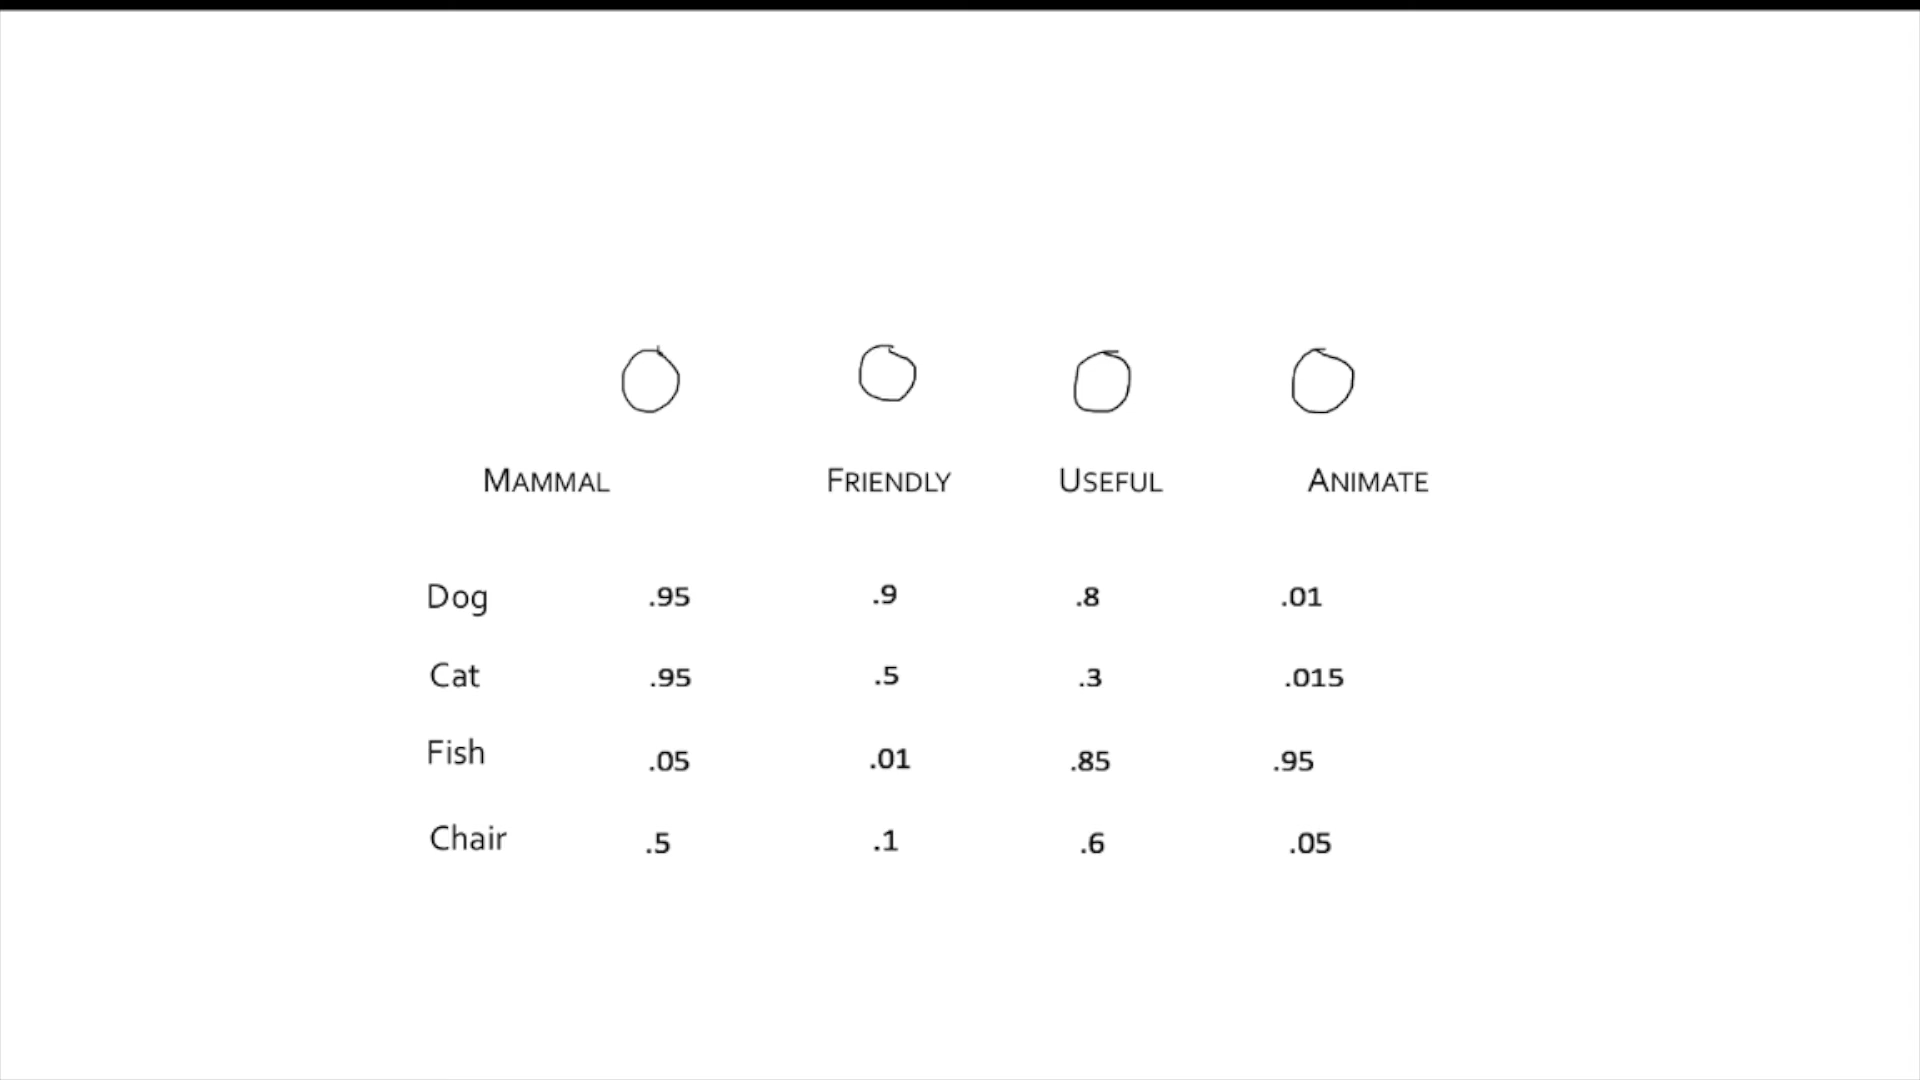 MAMMAL FRIENDLY USEFUL ANIMATE
Dog .95 .9 .8 .01
Cat .95 .5 .3 .015
Fish .05 .01 .85 .95
Chair .5 .1 .6 .05